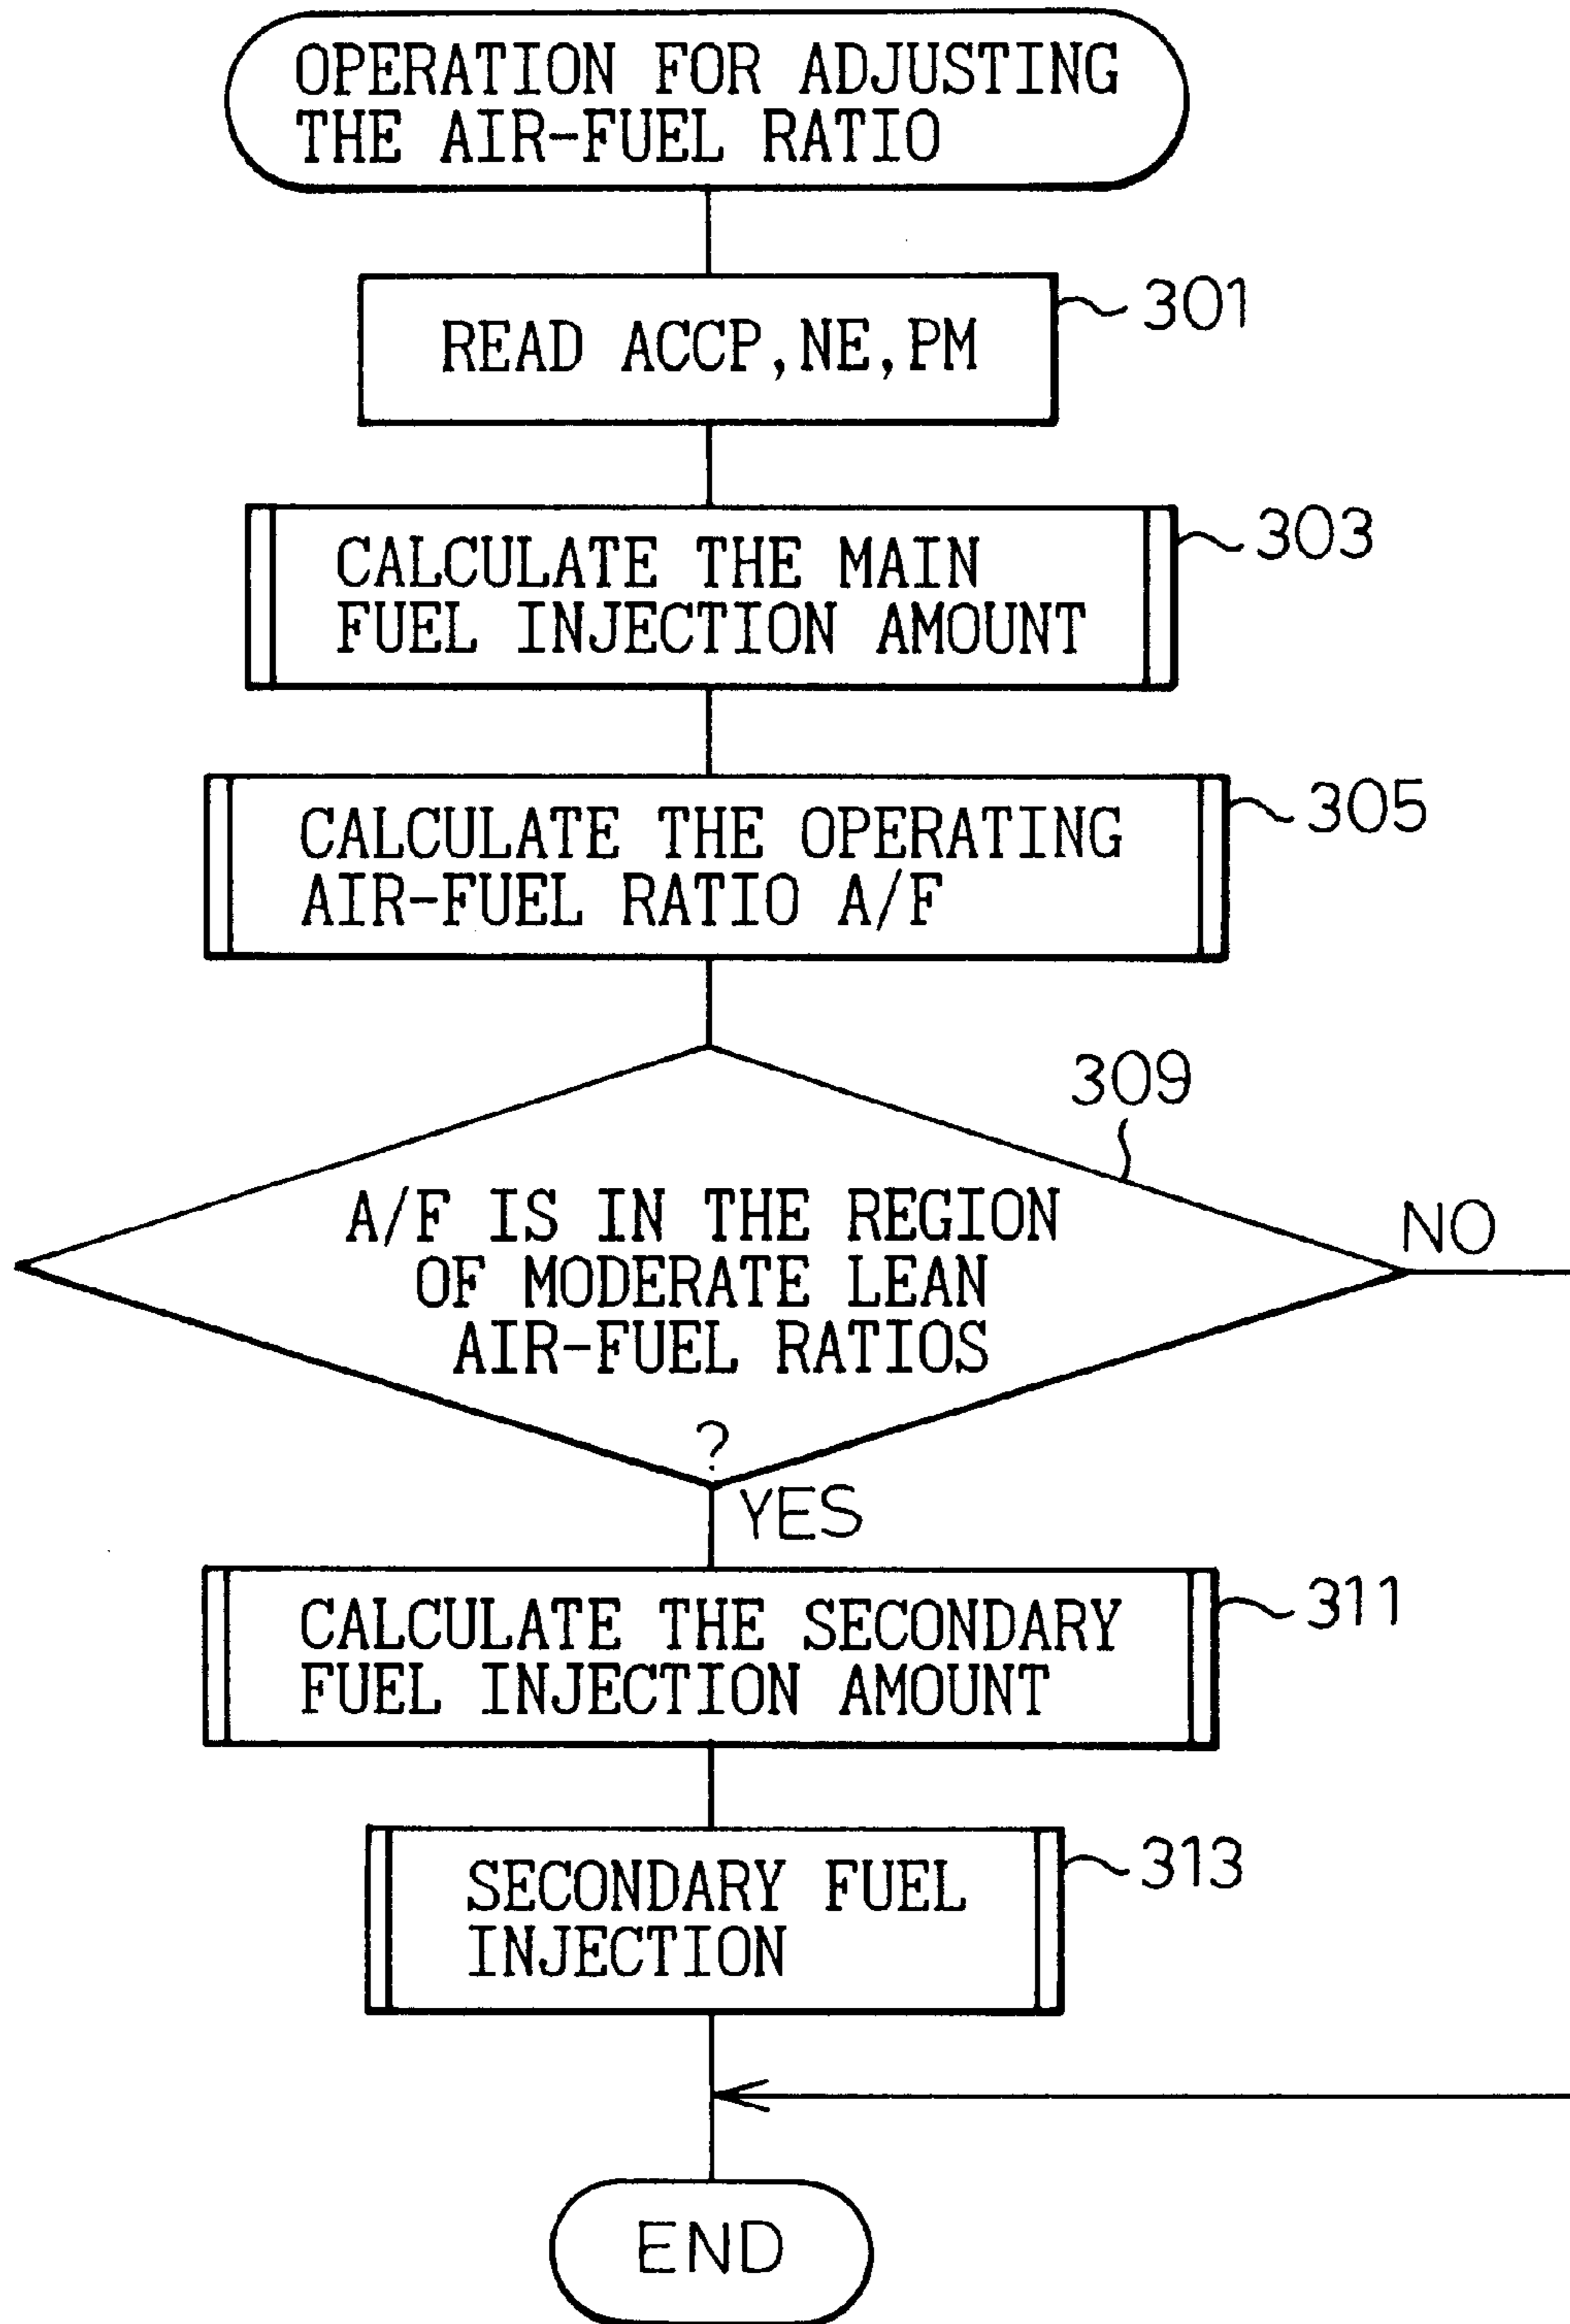 OPERATION FOR ADJUSTING
THE AIR-FUEL RATIO
READ ACCP,NE,PM
301
CALCULATE THE MAIN
FUEL INJECTION AMOUNT
303
CALCULATE THE OPERATING
AIR-FUEL RATIO A/F
305
309
A/F IS IN THE REGION
OF MODERATE LEAN
AIR-FUEL RATIOS
?
NO
YES
CALCULATE THE SECONDARY
FUEL INJECTION AMOUNT
311
SECONDARY FUEL
INJECTION
313
END